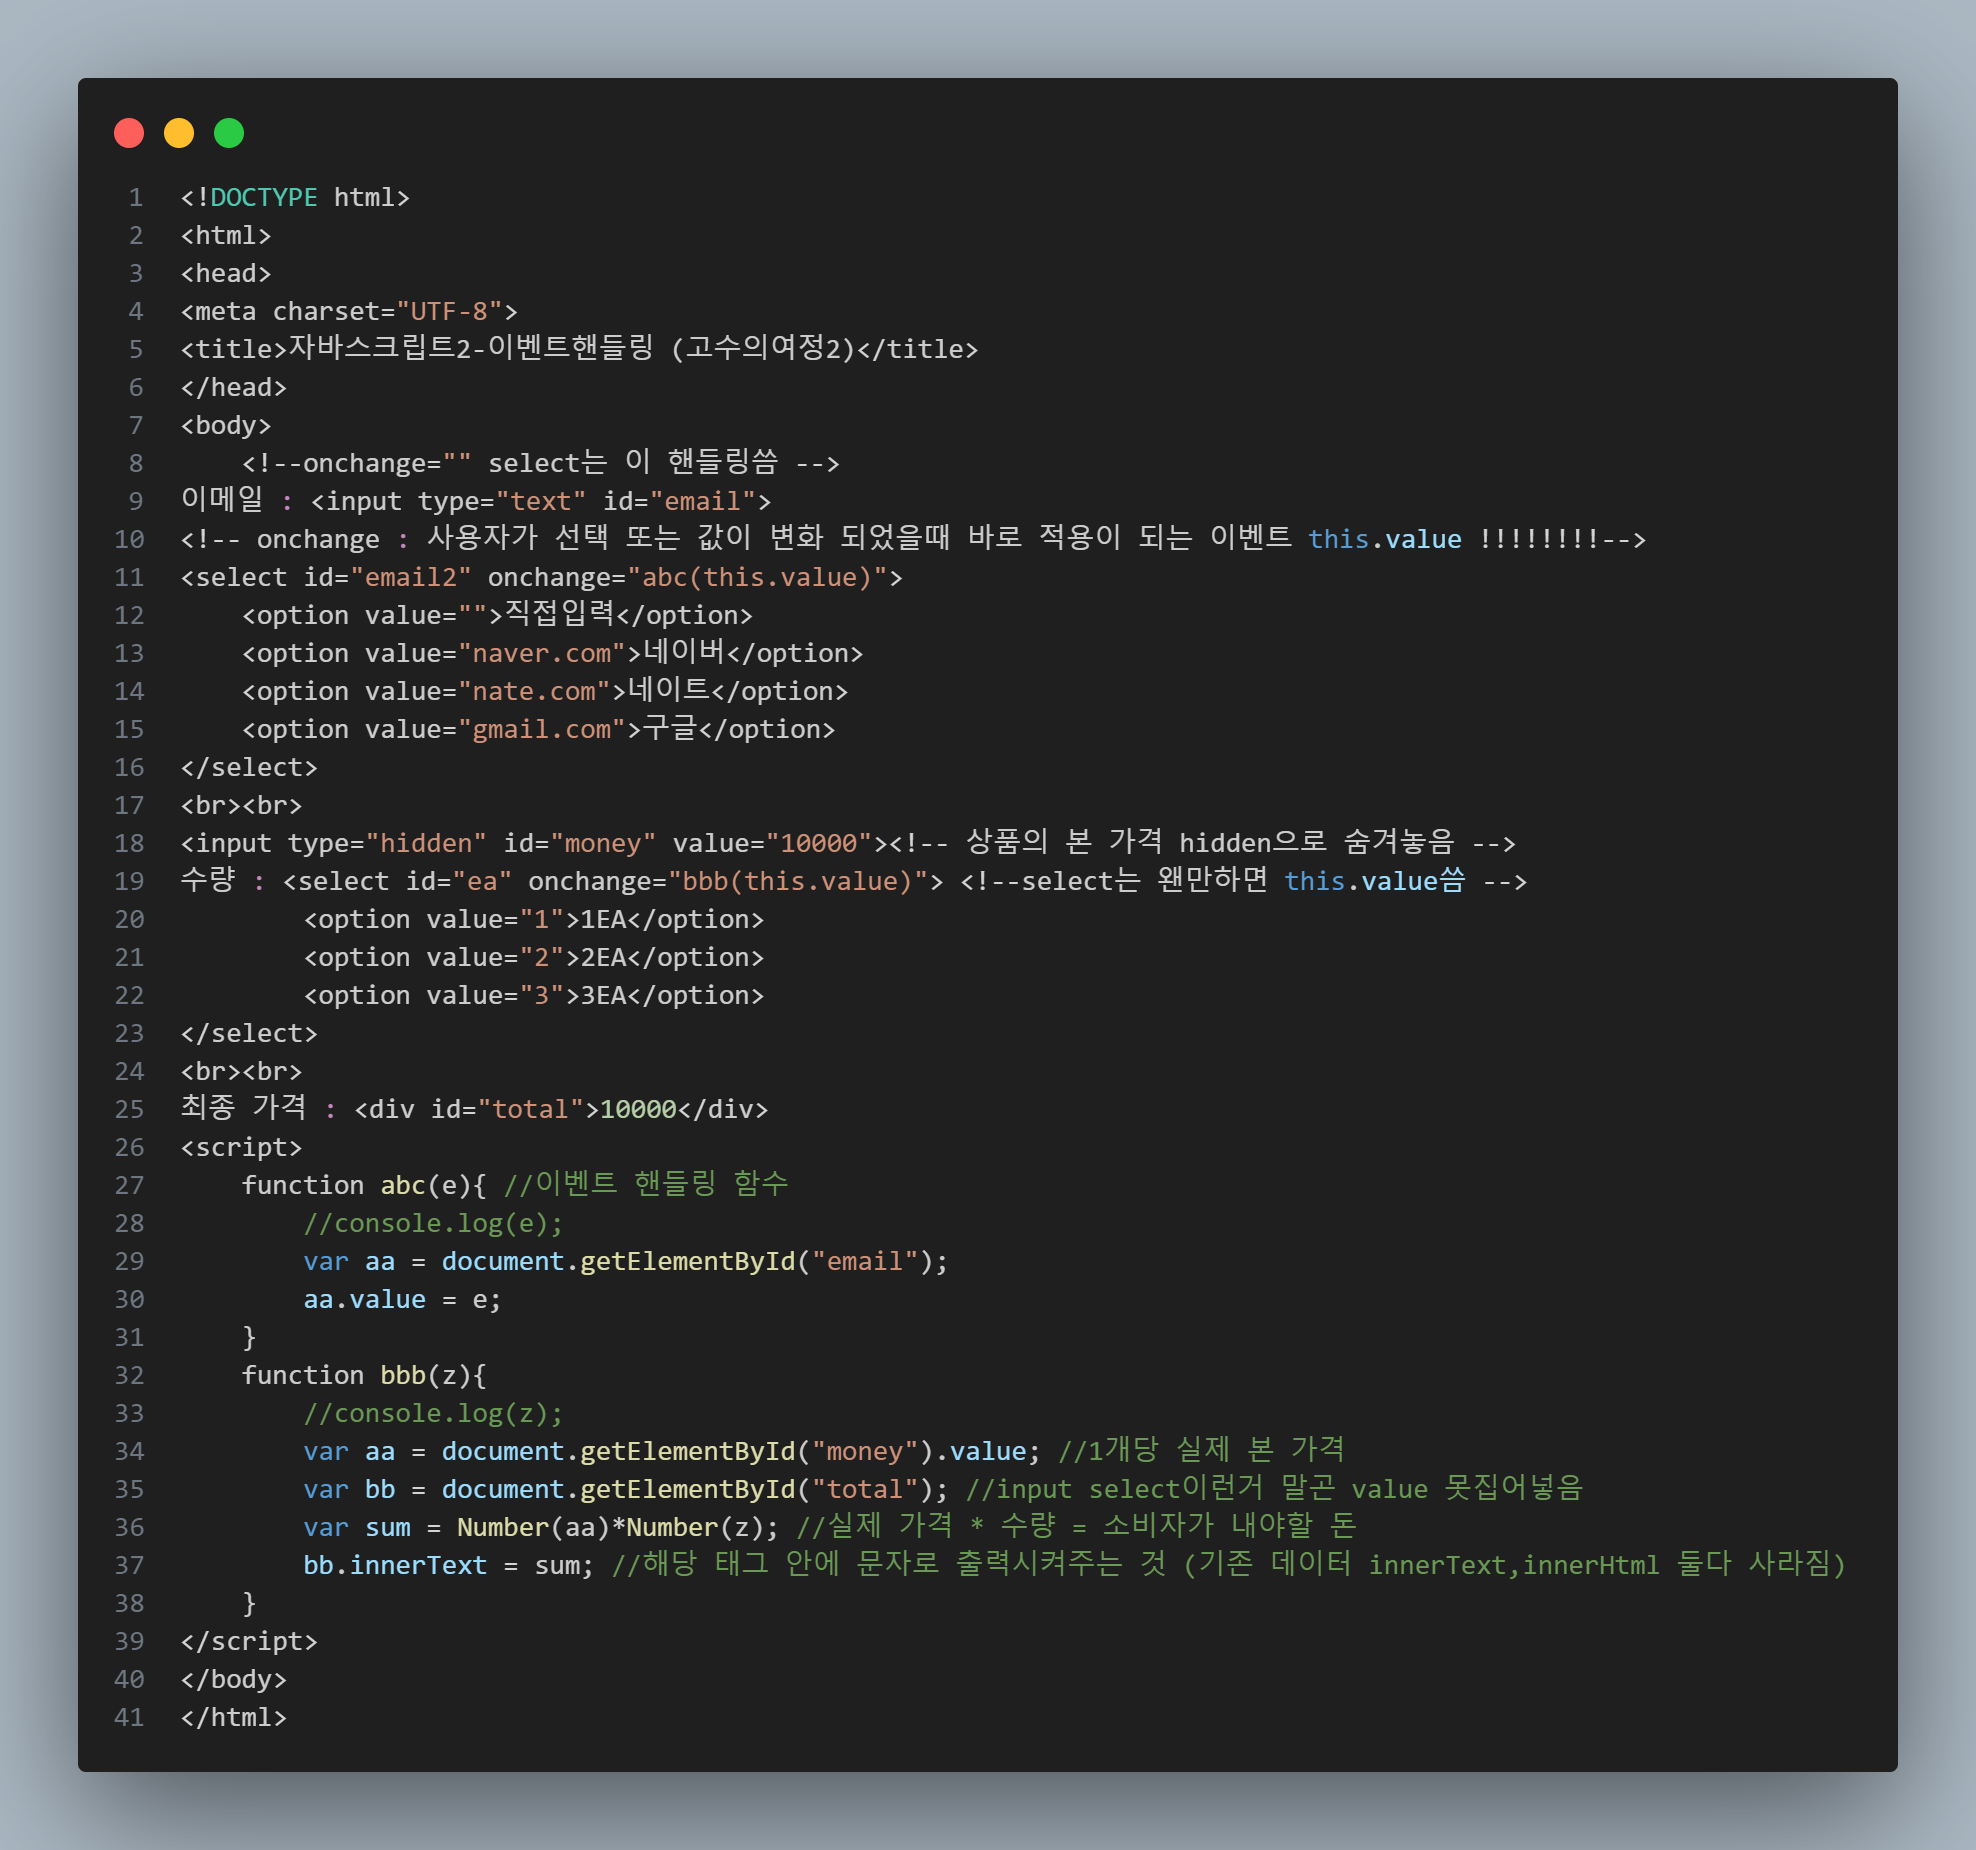 1 <!DOCTYPE html>
2 <html>
3 <head>
4 <meta charset="UTF-8">
5 <title>자바스크립트2-이벤트핸들링 (고수의여정2)</title>
6 </head>
7 <body>
8     <!--onchange="" select는 이 핸들링씀 -->
9 이메일 : <input type="text" id="email">
10 <!-- onchange : 사용자가 선택 또는 값이 변화 되었을때 바로 적용이 되는 이벤트 this.value !!!!!!!!-->
11 <select id="email2" onchange="abc(this.value)">
12     <option value="">직접입력</option>
13     <option value="naver.com">네이버</option>
14     <option value="nate.com">네이트</option>
15     <option value="gmail.com">구글</option>
16 </select>
17 <br><br>
18 <input type="hidden" id="money" value="10000"><!-- 상품의 본 가격 hidden으로 숨겨놓음 -->
19 수량 : <select id="ea" onchange="bbb(this.value)"> <!--select는 왠만하면 this.value씀 -->
20         <option value="1">1EA</option>
21         <option value="2">2EA</option>
22         <option value="3">3EA</option>
23 </select>
24 <br><br>
25 최종 가격 : <div id="total">10000</div>
26 <script>
27     function abc(e){ //이벤트 핸들링 함수
28         //console.log(e);
29         var aa = document.getElementById("email");
30         aa.value = e;
31     }
32     function bbb(z){
33         //console.log(z);
34         var aa = document.getElementById("money").value; //1개당 실제 본 가격
35         var bb = document.getElementById("total"); //input select이런거 말곤 value 못집어넣음
36         var sum = Number(aa)*Number(z); //실제 가격 * 수량 = 소비자가 내야할 돈
37         bb.innerText = sum; //해당 태그 안에 문자로 출력시켜주는 것 (기존 데이터 innerText,innerHtml 둘다 사라짐)
38     }
39 </script>
40 </body>
41 </html>